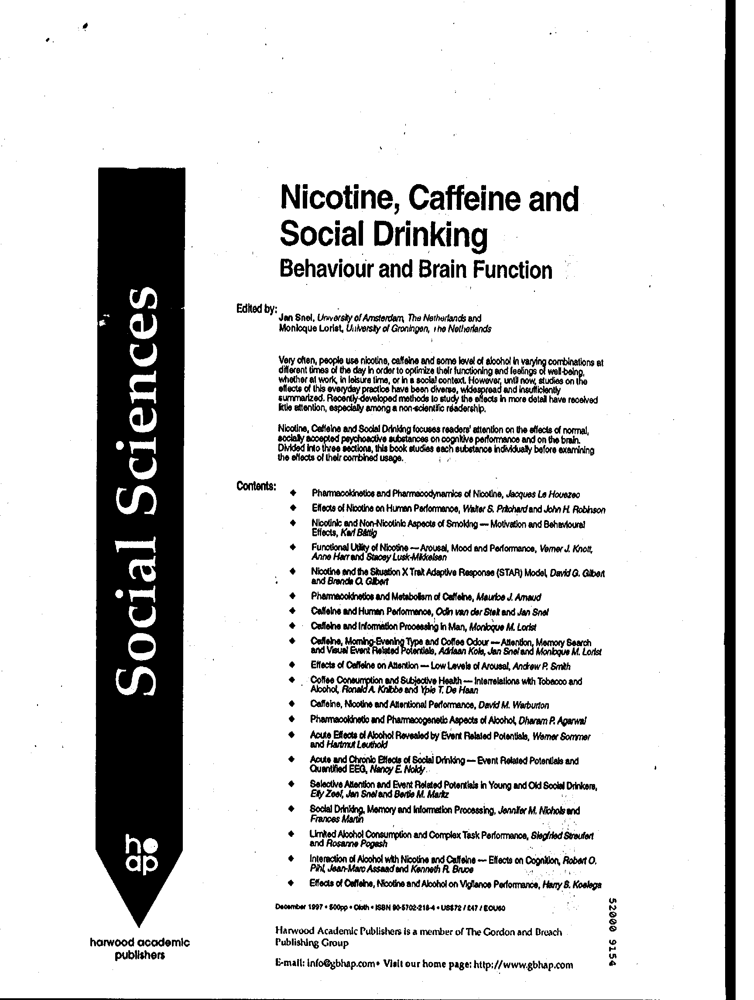 Nicotine, Caffeine and
Social Drinking
Behaviour and Brain Function
Edited by:
Jan Snel, University of Amsterdam, The Netherlands and
Monicque Lorist, University of Groningen, The Netherlands
Very often, people use nicotine, caffeine and some level of alcohol in varying combinations at
different times of the day in order to optimize their functioning and feelings of well-being,
whether at work, in leisure time, or in a social context. However, until now, studies on the
effects of this everyday practice have been diverse, widespread and insufficiently
summarized. Recently-developed methods to study the effects in more detail have received
little attention, especially among a non-scientific readership.
Nicotine, Caffeine and Social Drinking focuses readers' attention on the effects of normal,
socially accepted psychoactive substances on cognitive performance and on the brain.
Divided into three sections, this book studies each substance individually before examining
the effects of their combined usage.
Contents:
♦ Pharmacokinetics and Pharmacodynamics of Nicotine, Jacques Le Houezec
♦ Effects of Nicotine on Human Performance, Walter S. Pritchard and John H. Robinson
♦ Nicotinic and Non-Nicotinic Aspects of Smoking — Motivation and Behavioural
Effects, Karl Bättig
♦ Functional Utility of Nicotine — Arousal, Mood and Performance, Verner J. Knott,
Anne Harr and Stacey Lusk-Mikkelsen
♦ Nicotine and the Situation X Trait Adaptive Response (STAR) Model, David G. Gilbert
and Brenda O. Gilbert
♦ Pharmacokinetics and Metabolism of Caffeine, Maurice J. Arnaud
♦ Caffeine and Human Performance, Odin van der Stelt and Jan Snel
♦ Caffeine and Information Processing in Man, Monicque M. Lorist
♦ Caffeine, Morning-Evening Type and Coffee Odour — Attention, Memory Search
and Visual Event Related Potentials, Adriaan Kole, Jan Snel and Monicque M. Lorist
♦ Effects of Caffeine on Attention — Low Levels of Arousal, Andrew P. Smith
♦ Coffee Consumption and Subjective Health — Interrelations with Tobacco and
Alcohol, Ronald A. Knibbe and Ypie T. De Haan
♦ Caffeine, Nicotine and Attentional Performance, David M. Warburton
♦ Pharmacokinetic and Pharmacogenetic Aspects of Alcohol, Dharam P. Agarwal
♦ Acute Effects of Alcohol Revealed by Event Related Potentials, Werner Sommer
and Hartmut Leuthold
♦ Acute and Chronic Effects of Social Drinking — Event Related Potentials and
Quantified EEG, Nancy E. Noldy
♦ Selective Attention and Event Related Potentials in Young and Old Social Drinkers,
Elly Zeef, Jan Snel and Bertie M. Maritz
♦ Social Drinking, Memory and Information Processing, Jennifer M. Nichols and
Frances Martin
♦ Limited Alcohol Consumption and Complex Task Performance, Siegfried Streufert
and Rosanne Pogash
♦ Interaction of Alcohol with Nicotine and Caffeine — Effects on Cognition, Robert O.
Pihl, Jean-Marc Assaad and Kenneth R. Bruce
♦ Effects of Caffeine, Nicotine and Alcohol on Vigilance Performance, Harry S. Koelega
December 1997 • 500pp • Cloth • ISBN 90-5702-218-4 • US$72 / £47 / ECU60
Harwood Academic Publishers is a member of The Gordon and Breach
Publishing Group
E-mail: info@gbhap.com • Visit our home page: http://www.gbhap.com
Social Sciences
h
ap
harwood academic
publishers
52000 9154